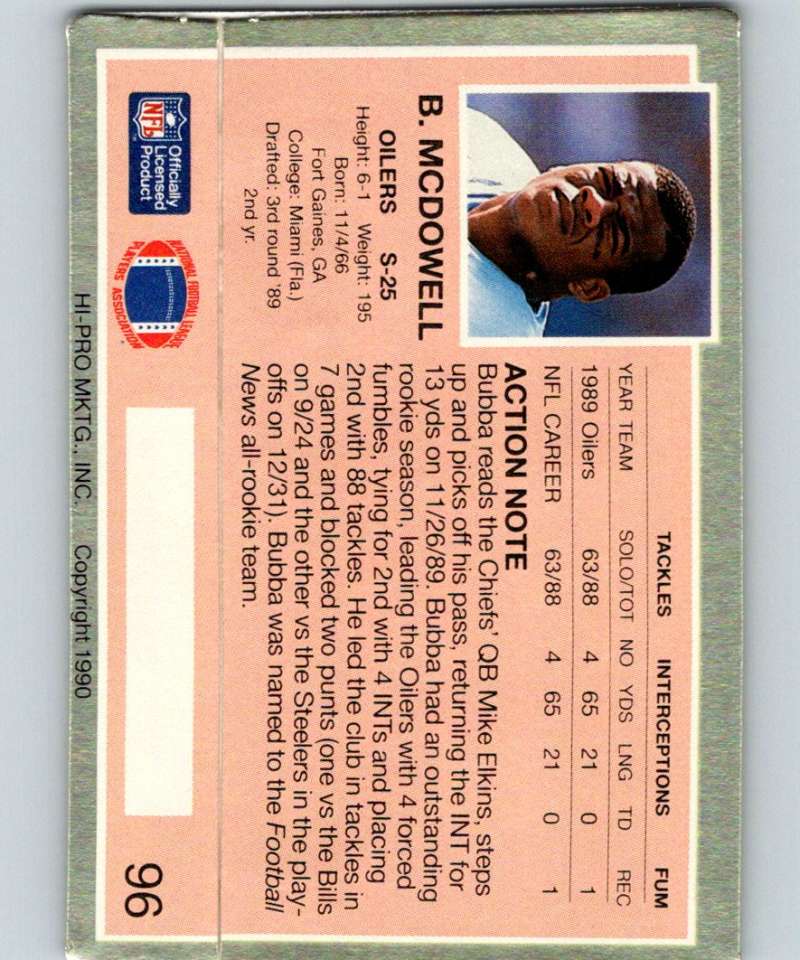 B. MCDOWELL
OILERS S-25
Height: 6-1 Weight: 195
Born: 11/4/66
Fort Gaines, GA
College: Miami (Fla.)
Drafted: 3rd round '89
2nd yr.
TACKLES INTERCEPTIONS FUM
YEAR TEAM SOLO/TOT NO YDS LNG TD REC
1989 Oilers 63/88 4 65 21 0 1
NFL CAREER 63/88 4 65 21 0 1
ACTION NOTE
Bubba reads the Chiefs' QB Mike Elkins, steps
up and picks off his pass, returning the INT for
13 yds on 11/26/89. Bubba had an outstanding
rookie season, leading the Oilers with 4 forced
fumbles, tying for 2nd with 4 INTs and placing
2nd with 88 tackles. He led the club in tackles in
7 games and blocked two punts (one vs the Bills
on 9/24 and the other vs the Steelers in the play-
offs on 12/31). Bubba was named to the Football
News all-rookie team.
NFL
Officially
Licensed
Product
NATIONAL FOOTBALL LEAGUE
PLAYERS ASSOCIATION
96
HI-PRO MKTG., INC. Copyright 1990